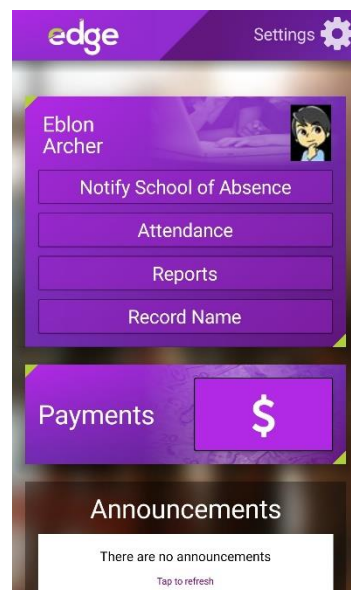 edge
Settings
Eblon
Archer
Notify School of Absence
Attendance
Reports
Record Name
Payments
$
Announcements
There are no announcements
Tap to refresh